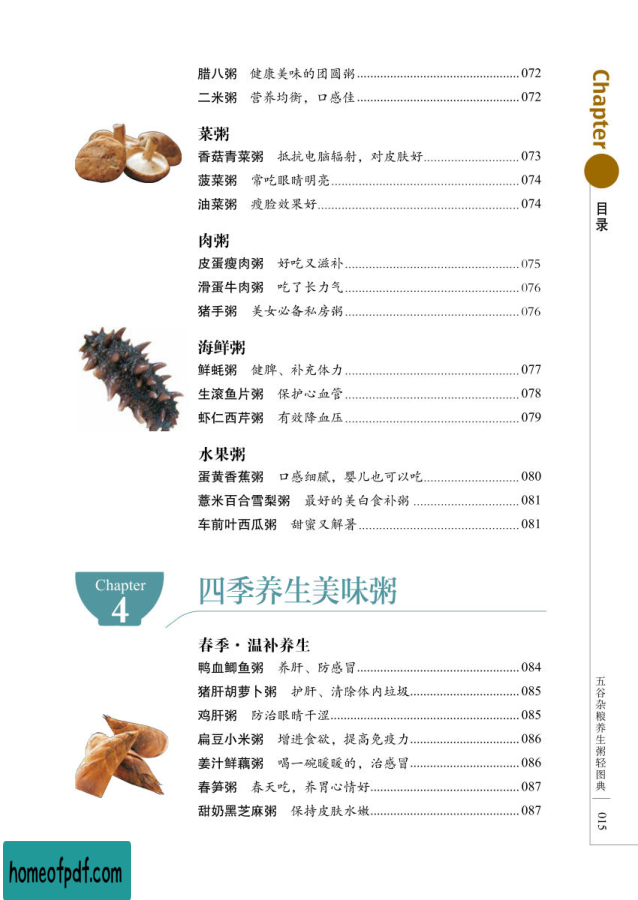 腊八粥 健康美味的团圆粥 072
二米粥 营养均衡，口感佳 072
菜粥
香菇青菜粥 抵抗电脑辐射，对皮肤好 073
菠菜粥 常吃眼睛明亮 074
油菜粥 瘦脸效果好 074
肉粥
皮蛋瘦肉粥 好吃又滋补 075
滑蛋牛肉粥 吃了长力气 076
猪手粥 美女必备私房粥 076
海鲜粥
鲜蚝粥 健脾、补充体力 077
生滚鱼片粥 保护心血管 078
虾仁西芹粥 有效降血压 079
水果粥
蛋黄香蕉粥 口感细腻，婴儿也可以吃 080
薏米百合雪梨粥 最好的美白食补粥 081
车前叶西瓜粥 甜蜜又解暑 081
Chapter
4
四季养生美味粥
春季·温补养生
鸭血鲫鱼粥 养肝、防感冒 084
猪肝胡萝卜粥 护肝、清除体内垃圾 085
鸡肝粥 防治眼睛干涩 085
扁豆小米粥 增进食欲，提高免疫力 086
姜汁鲜藕粥 喝一碗暖暖的，治感冒 086
春笋粥 春天吃，养胃心情好 087
甜奶黑芝麻粥 保持皮肤水嫩 087
Chapter
目录
五谷杂粮养生粥轻图典
015
homeofpdf.com